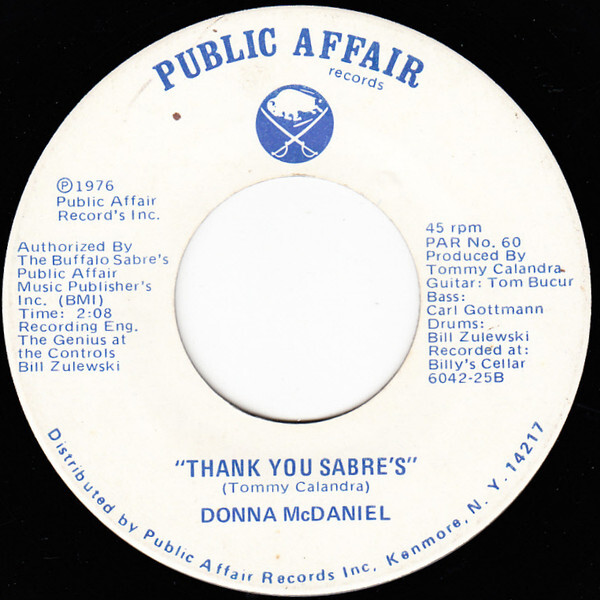 PUBLIC AFFAIR
records
℗1976
Public Affair
Record's Inc.
Authorized By
The Buffalo Sabre's
Public Affair
Music Publisher's
Inc. (BMI)
Time: 2:08
Recording Eng.
The Genius at
the Controls
Bill Zulewski
45 rpm
PAR No. 60
Produced By
Tommy Calandra
Guitar: Tom Bucur
Bass:
Carl Gottmann
Drums:
Bill Zulewski
Recorded at:
Billy's Cellar
6042-25B
"THANK YOU SABRE'S"
(Tommy Calandra)
DONNA McDANIEL
Distributed by Public Affair Records Inc, Kenmore, N.Y. 14217